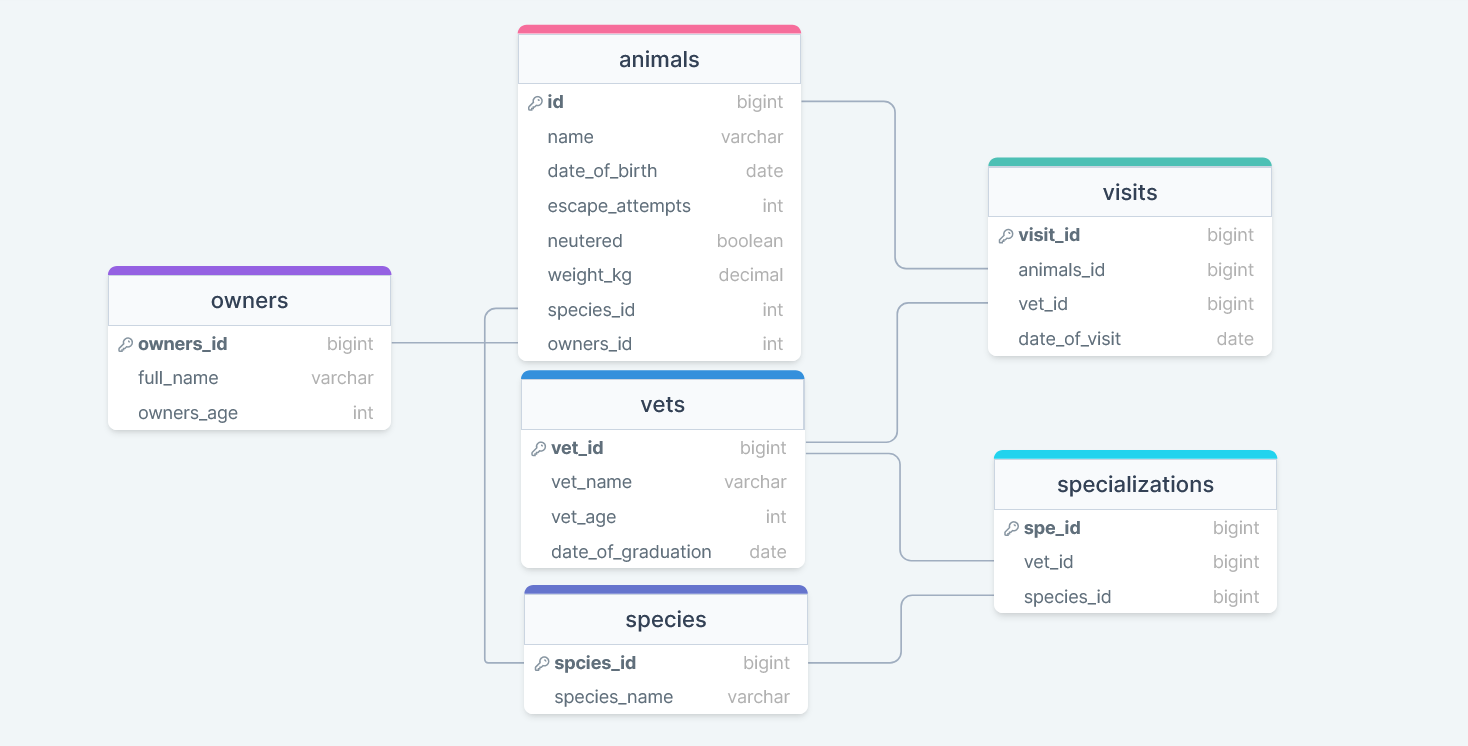 animals
id bigint
name varchar
date_of_birth date
escape_attempts int
neutered boolean
weight_kg decimal
species_id int
owners_id int
visits
visit_id bigint
animals_id bigint
vet_id bigint
date_of_visit date
owners
owners_id bigint
full_name varchar
owners_age int
vets
vet_id bigint
vet_name varchar
vet_age int
date_of_graduation date
specializations
spe_id bigint
vet_id bigint
species_id bigint
species
spcies_id bigint
species_name varchar